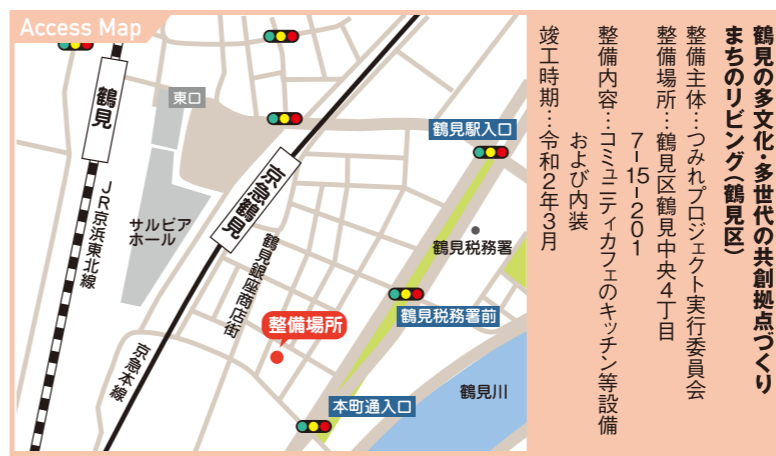 Access Map
鶴見の多文化・多世代の共創拠点づくり
まちのリビング（鶴見区）
整備主体…つみれプロジェクト実行委員会
整備場所…鶴見区鶴見中央4丁目
7-15-201
整備内容…コミュニティカフェのキッチン等設備
および内装
竣工時期…令和2年3月
鶴見
東口
鶴見駅入口
京急鶴見
JR京浜東北線
サルビア
ホール
鶴見銀座商店街
鶴見税務署
整備場所
鶴見税務署前
京急本線
本町通入口
鶴見川